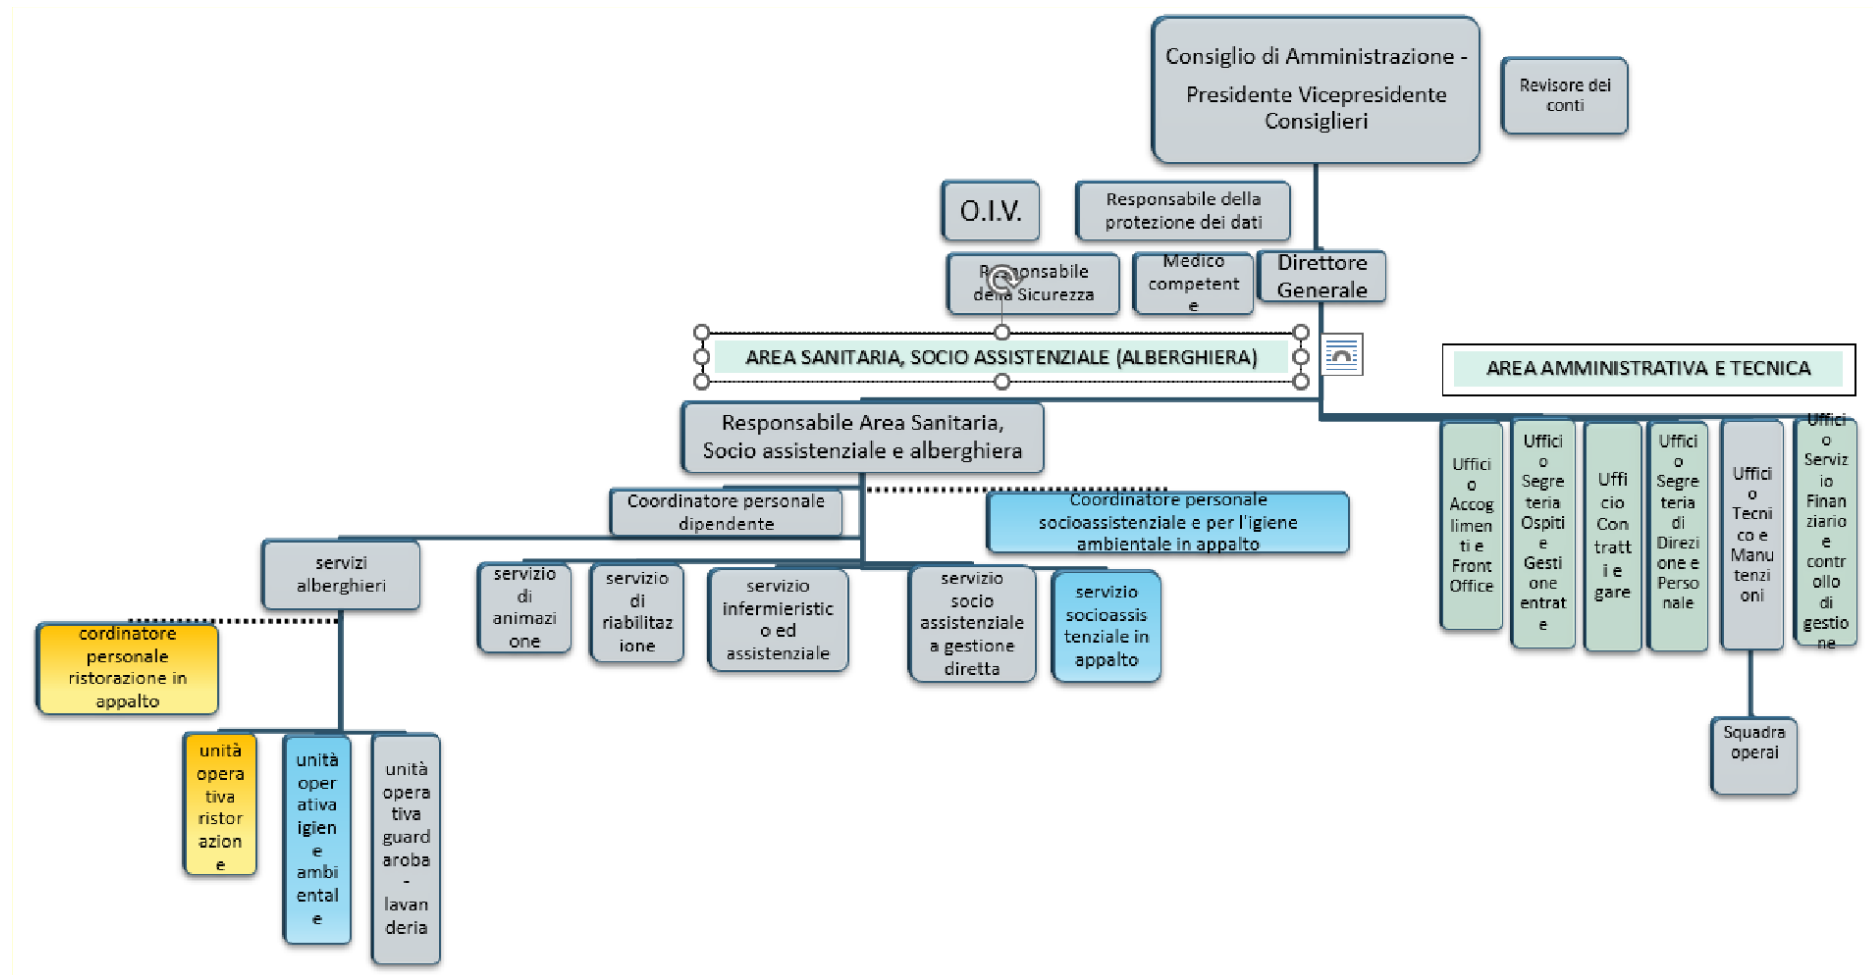 Consiglio di Amministrazione -
Presidente Vicepresidente
Consiglieri
Revisore dei
conti
O.I.V.
Responsabile della
protezione dei dati
Responsabile
della Sicurezza
Medico
competent
e
Direttore
Generale
AREA SANITARIA, SOCIO ASSISTENZIALE (ALBERGHIERA)
AREA AMMINISTRATIVA E TECNICA
Responsabile Area Sanitaria,
Socio assistenziale e alberghiera
Coordinatore personale
dipendente
Coordinatore personale
socioassistenziale e per l'igiene
ambientale in appalto
servizi
alberghieri
servizio
di
animazi
one
servizio
di
riabilitaz
ione
servizio
infermieristic
o ed
assistenziale
servizio
socio
assistenziale
a gestione
diretta
servizio
socioassis
tenziale in
appalto
cordinatore
personale
ristorazione in
appalto
unità
opera
tiva
ristor
azion
e
unità
oper
ativa
igien
e
ambi
ental
e
unità
opera
tiva
guard
aroba
-
lavan
deria
Uffici
o
Accog
limen
ti e
Front
Office
Uffici
o
Segre
teria
Ospiti
e
Gesti
one
entrat
e
Uffi
cio
Con
tratt
i e
gare
Uffici
o
Segre
teria
di
Direzi
one e
Perso
nale
Uffici
o
Tecni
co e
Manu
tenzi
oni
Uffici
o
Serviz
io
Finan
ziario
e
contr
ollo
di
gestio
ne
Squadra
operai